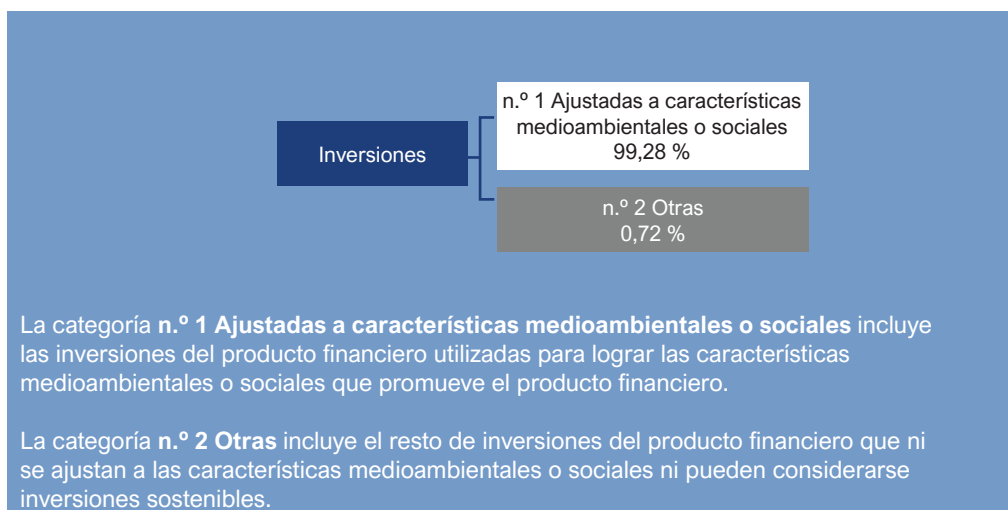 Inversiones
n.º 1 Ajustadas a características
medioambientales o sociales
99,28 %
n.º 2 Otras
0,72 %
La categoría n.º 1 Ajustadas a características medioambientales o sociales incluye
las inversiones del producto financiero utilizadas para lograr las características
medioambientales o sociales que promueve el producto financiero.
La categoría n.º 2 Otras incluye el resto de inversiones del producto financiero que ni
se ajustan a las características medioambientales o sociales ni pueden considerarse
inversiones sostenibles.